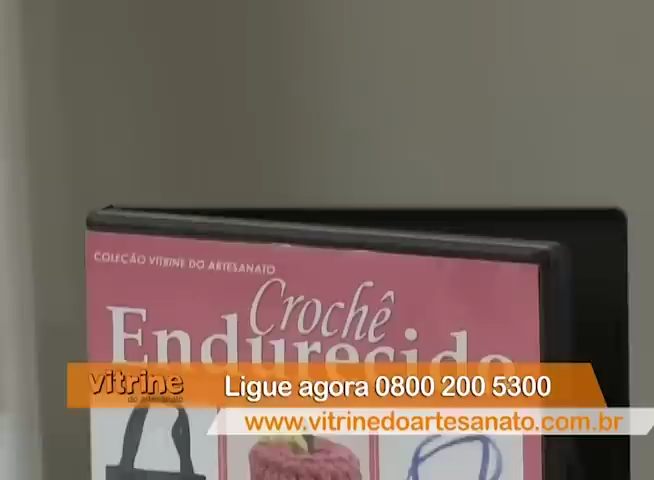 COLEÇÃO VITRINE DO ARTESANATO
Crochê
Endurecido
vitrine
do artesanato
Ligue agora 0800 200 5300
www.vitrinedoartesanato.com.br